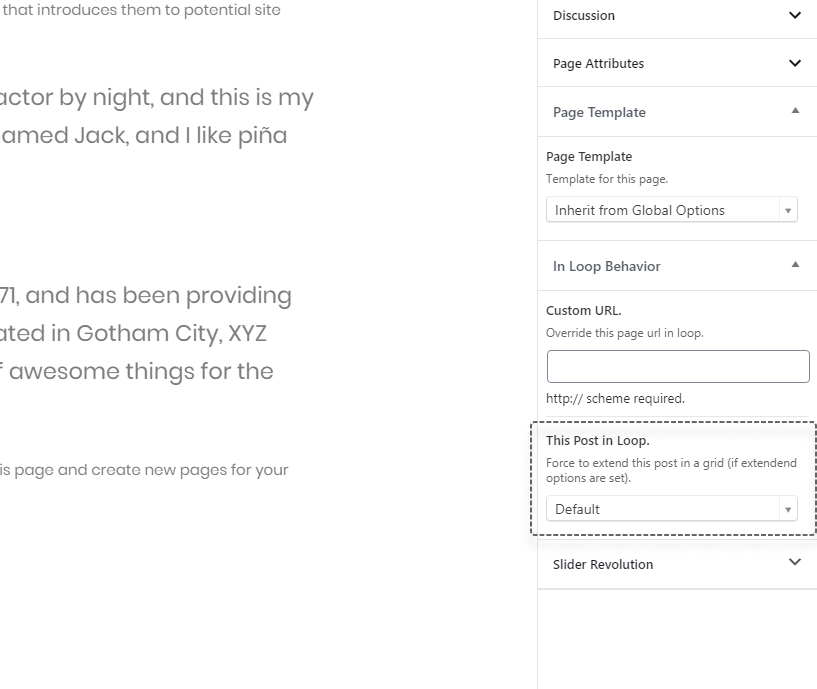 that introduces them to potential site
actor by night, and this is my
named Jack, and I like piña
71, and has been providing
ated in Gotham City, XYZ
f awesome things for the
is page and create new pages for your
Discussion
Page Attributes
Page Template
Page Template
Template for this page.
Inherit from Global Options
In Loop Behavior
Custom URL.
Override this page url in loop.
http:// scheme required.
This Post in Loop.
Force to extend this post in a grid (if extendend
options are set).
Default
Slider Revolution